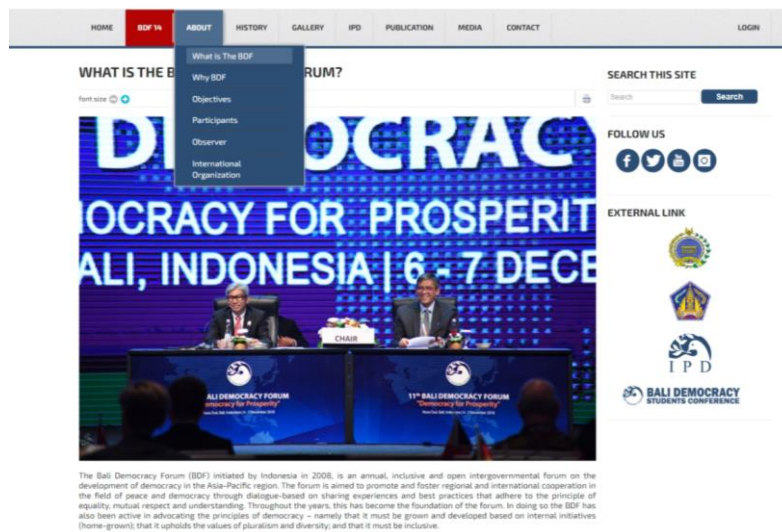 HOME BDF 14 ABOUT HISTORY GALLERY IPD PUBLICATION MEDIA CONTACT LOGIN
What Is The BDF
Why BDF
Objectives
Participants
Observer
International
Organization
WHAT IS THE B RUM?
font size
SEARCH THIS SITE
Search Search
FOLLOW US
EXTERNAL LINK
IPD
BALI DEMOCRACY
STUDENTS CONFERENCE
D OCRAC
OCRACY FOR PROSPERIT
ALI, INDONESIA | 6 - 7 DECE
CHAIR
ALI DEMOCRACY FORUM
emocracy for Prosperity"
11th BALI DEMOCRACY FORUM
"Democracy for Prosperity"
The Bali Democracy Forum (BDF) initiated by Indonesia in 2008, is an annual, inclusive and open intergovernmental forum on the
development of democracy in the Asia-Pacific region. The forum is aimed to promote and foster regional and international cooperation in
the field of peace and democracy through dialogue-based on sharing experiences and best practices that adhere to the principle of
equality, mutual respect and understanding. Throughout the years, this has become the foundation of the forum. In doing so the BDF has
also been active in advocating the principles of democracy – namely that it must be grown and developed based on internal initiatives
(home-grown); that it upholds the values of pluralism and diversity; and that it must be inclusive.